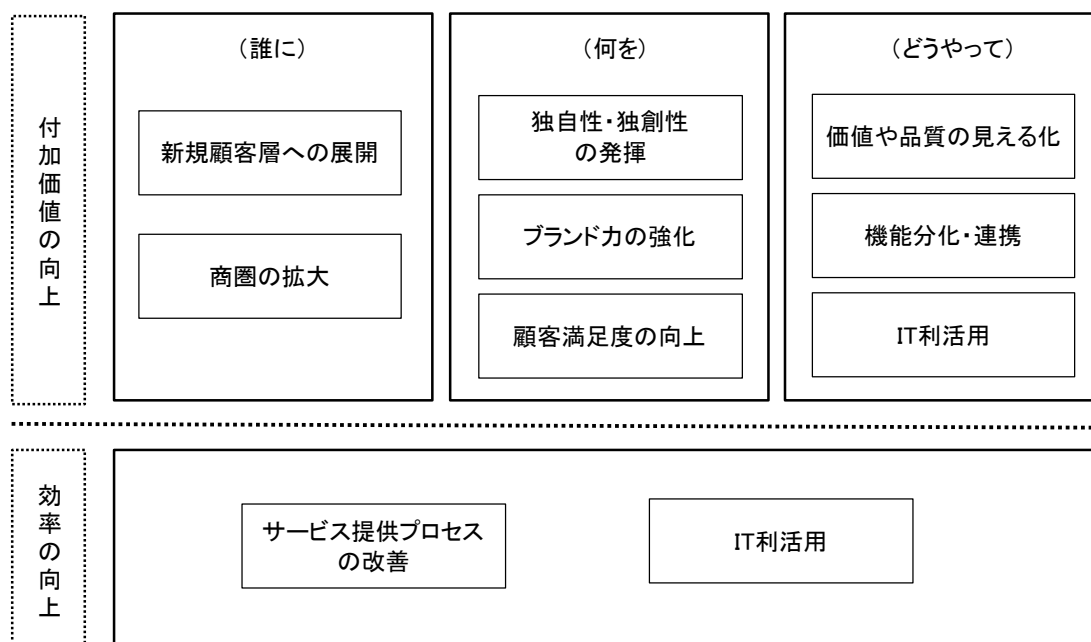 付加価値の向上
（誰に）
新規顧客層への展開
商圏の拡大
（何を）
独自性・独創性
の発揮
ブランド力の強化
顧客満足度の向上
（どうやって）
価値や品質の見える化
機能分化・連携
IT利活用
効率の向上
サービス提供プロセス
の改善
IT利活用